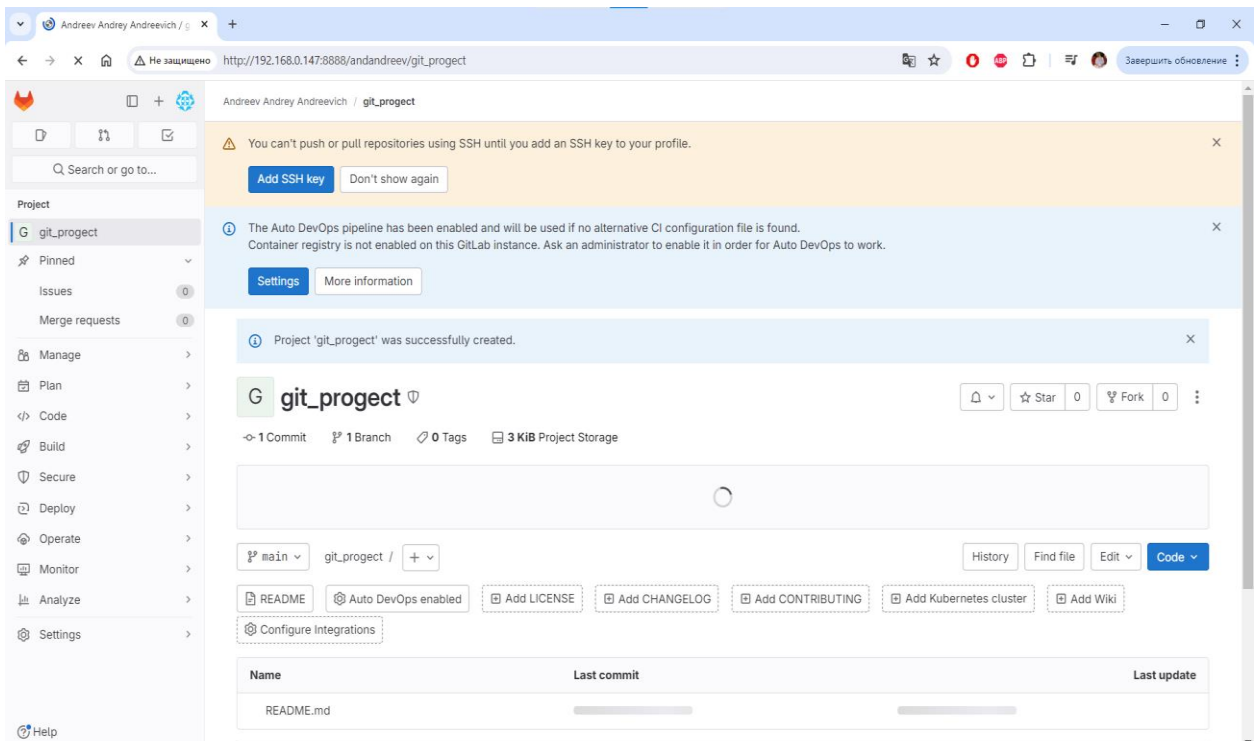 Andreev Andrey Andreevich / g
Не защищено http://192.168.0.147:8888/andandreev/git_progect
ABP
Завершить обновление
Andreev Andrey Andreevich / git_progect
Search or go to...
Project
G git_progect
Pinned
Issues 0
Merge requests 0
Manage
Plan
Code
Build
Secure
Deploy
Operate
Monitor
Analyze
Settings
Help
You can't push or pull repositories using SSH until you add an SSH key to your profile.
Add SSH key Don't show again
The Auto DevOps pipeline has been enabled and will be used if no alternative CI configuration file is found.
Container registry is not enabled on this GitLab instance. Ask an administrator to enable it in order for Auto DevOps to work.
Settings More information
Project 'git_progect' was successfully created.
G git_progect
Star 0 Fork 0
1 Commit 1 Branch 0 Tags 3 KiB Project Storage
main git_progect / +
History Find file Edit Code
README Auto DevOps enabled Add LICENSE Add CHANGELOG Add CONTRIBUTING Add Kubernetes cluster Add Wiki
Configure Integrations
Name Last commit Last update
README.md